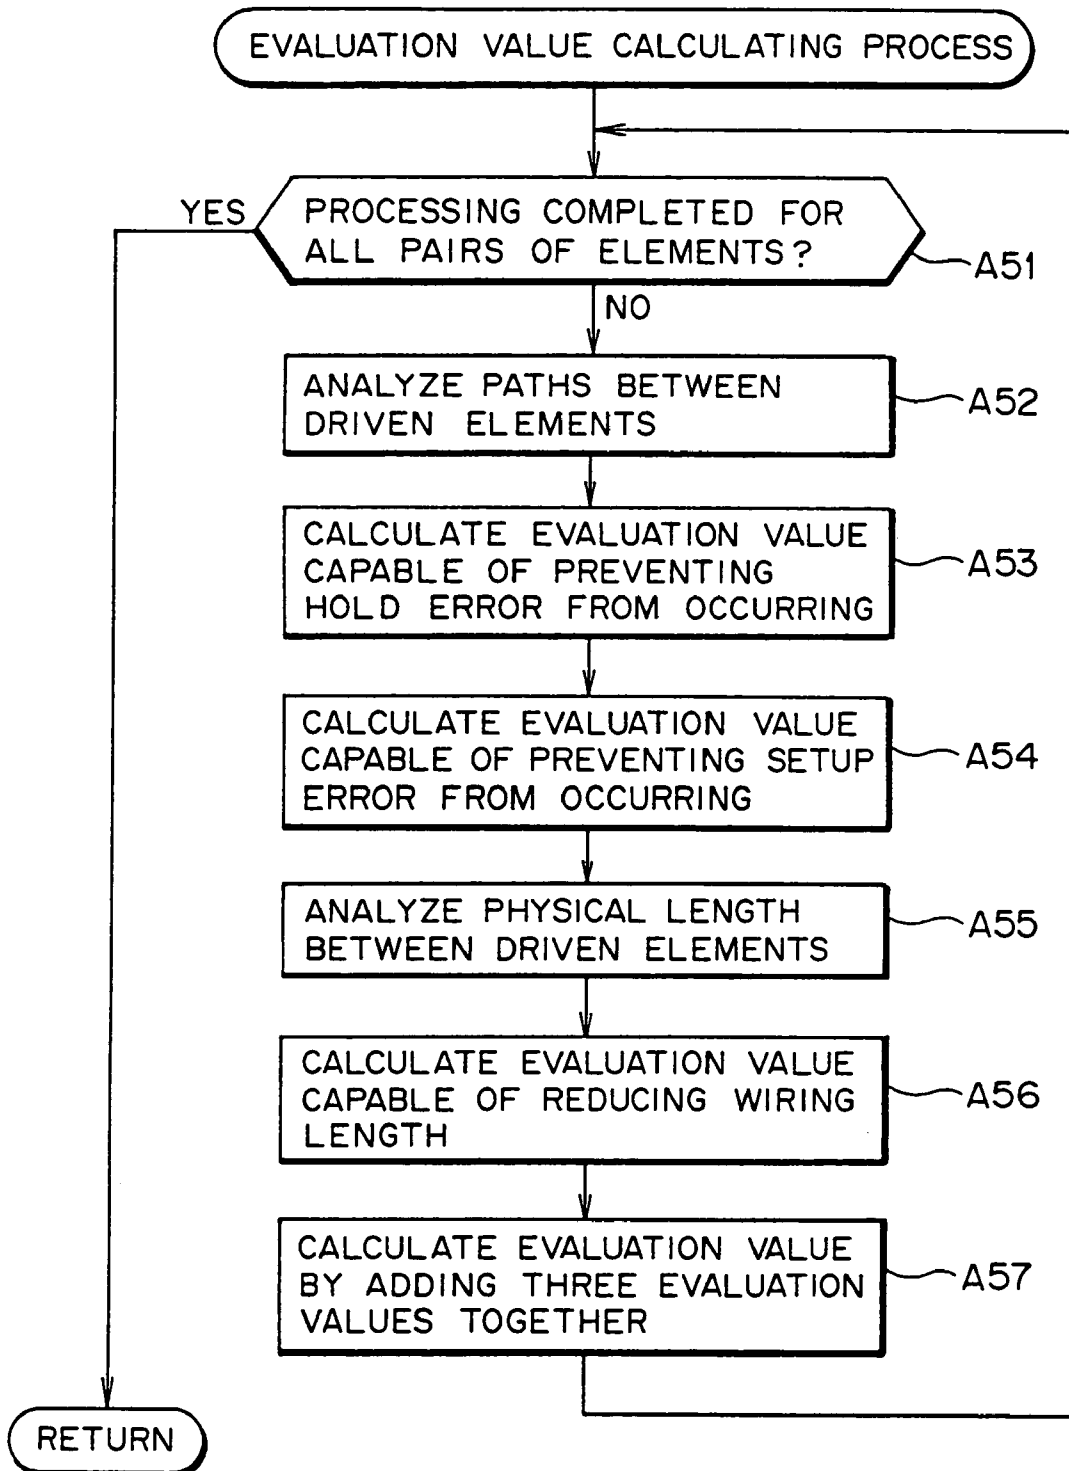 EVALUATION VALUE CALCULATING PROCESS
YES
PROCESSING COMPLETED FOR
ALL PAIRS OF ELEMENTS?
A51
NO
ANALYZE PATHS BETWEEN
DRIVEN ELEMENTS
A52
CALCULATE EVALUATION VALUE
CAPABLE OF PREVENTING
HOLD ERROR FROM OCCURRING
A53
CALCULATE EVALUATION VALUE
CAPABLE OF PREVENTING SETUP
ERROR FROM OCCURRING
A54
ANALYZE PHYSICAL LENGTH
BETWEEN DRIVEN ELEMENTS
A55
CALCULATE EVALUATION VALUE
CAPABLE OF REDUCING WIRING
LENGTH
A56
CALCULATE EVALUATION VALUE
BY ADDING THREE EVALUATION
VALUES TOGETHER
A57
RETURN